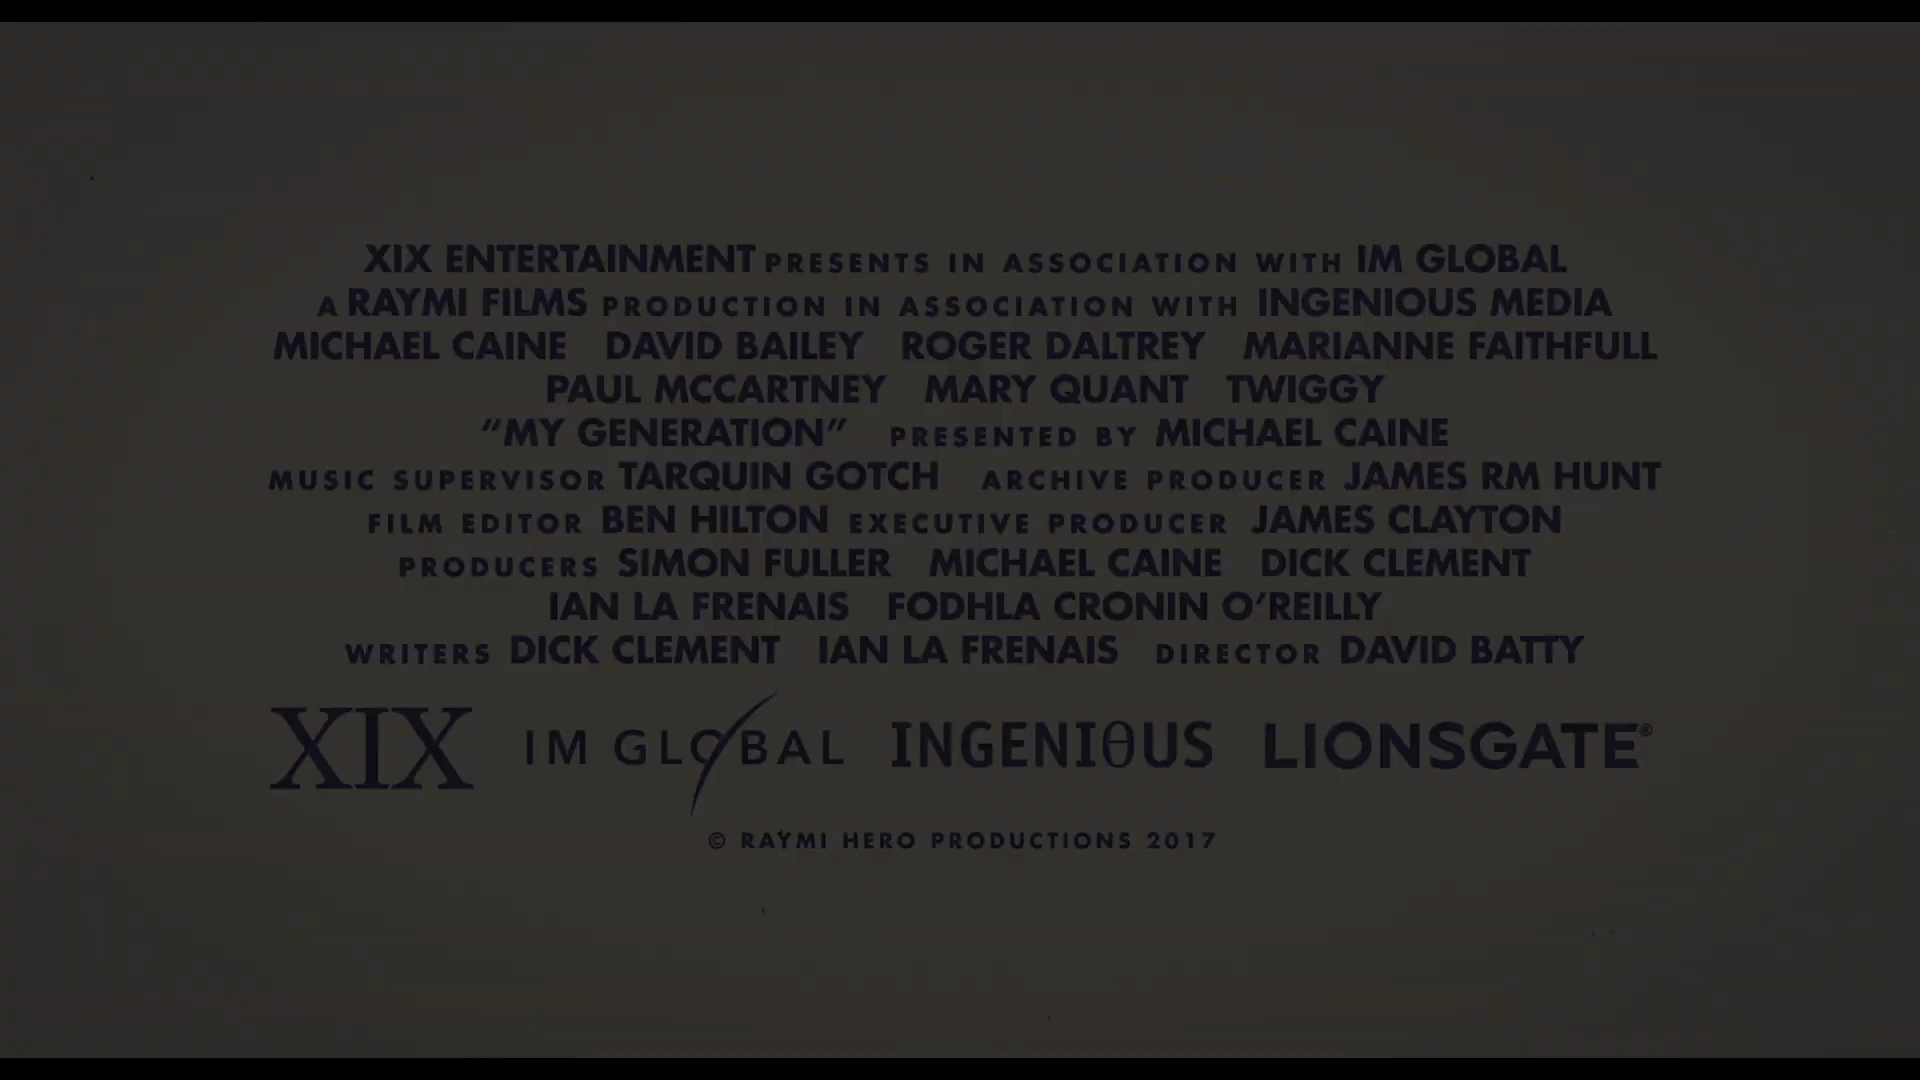 XIX ENTERTAINMENT PRESENTS IN ASSOCIATION WITH IM GLOBAL
A RAYMI FILMS PRODUCTION IN ASSOCIATION WITH INGENIOUS MEDIA
MICHAEL CAINE DAVID BAILEY ROGER DALTREY MARIANNE FAITHFULL
PAUL MCCARTNEY MARY QUANT TWIGGY
“MY GENERATION” PRESENTED BY MICHAEL CAINE
MUSIC SUPERVISOR TARQUIN GOTCH ARCHIVE PRODUCER JAMES RM HUNT
FILM EDITOR BEN HILTON EXECUTIVE PRODUCER JAMES CLAYTON
PRODUCERS SIMON FULLER MICHAEL CAINE DICK CLEMENT
IAN LA FRENAIS FODHLA CRONIN O’REILLY
WRITERS DICK CLEMENT IAN LA FRENAIS DIRECTOR DAVID BATTY
XIX IM GLOBAL INGENIθUS LIONSGATE®
© RAYMI HERO PRODUCTIONS 2017